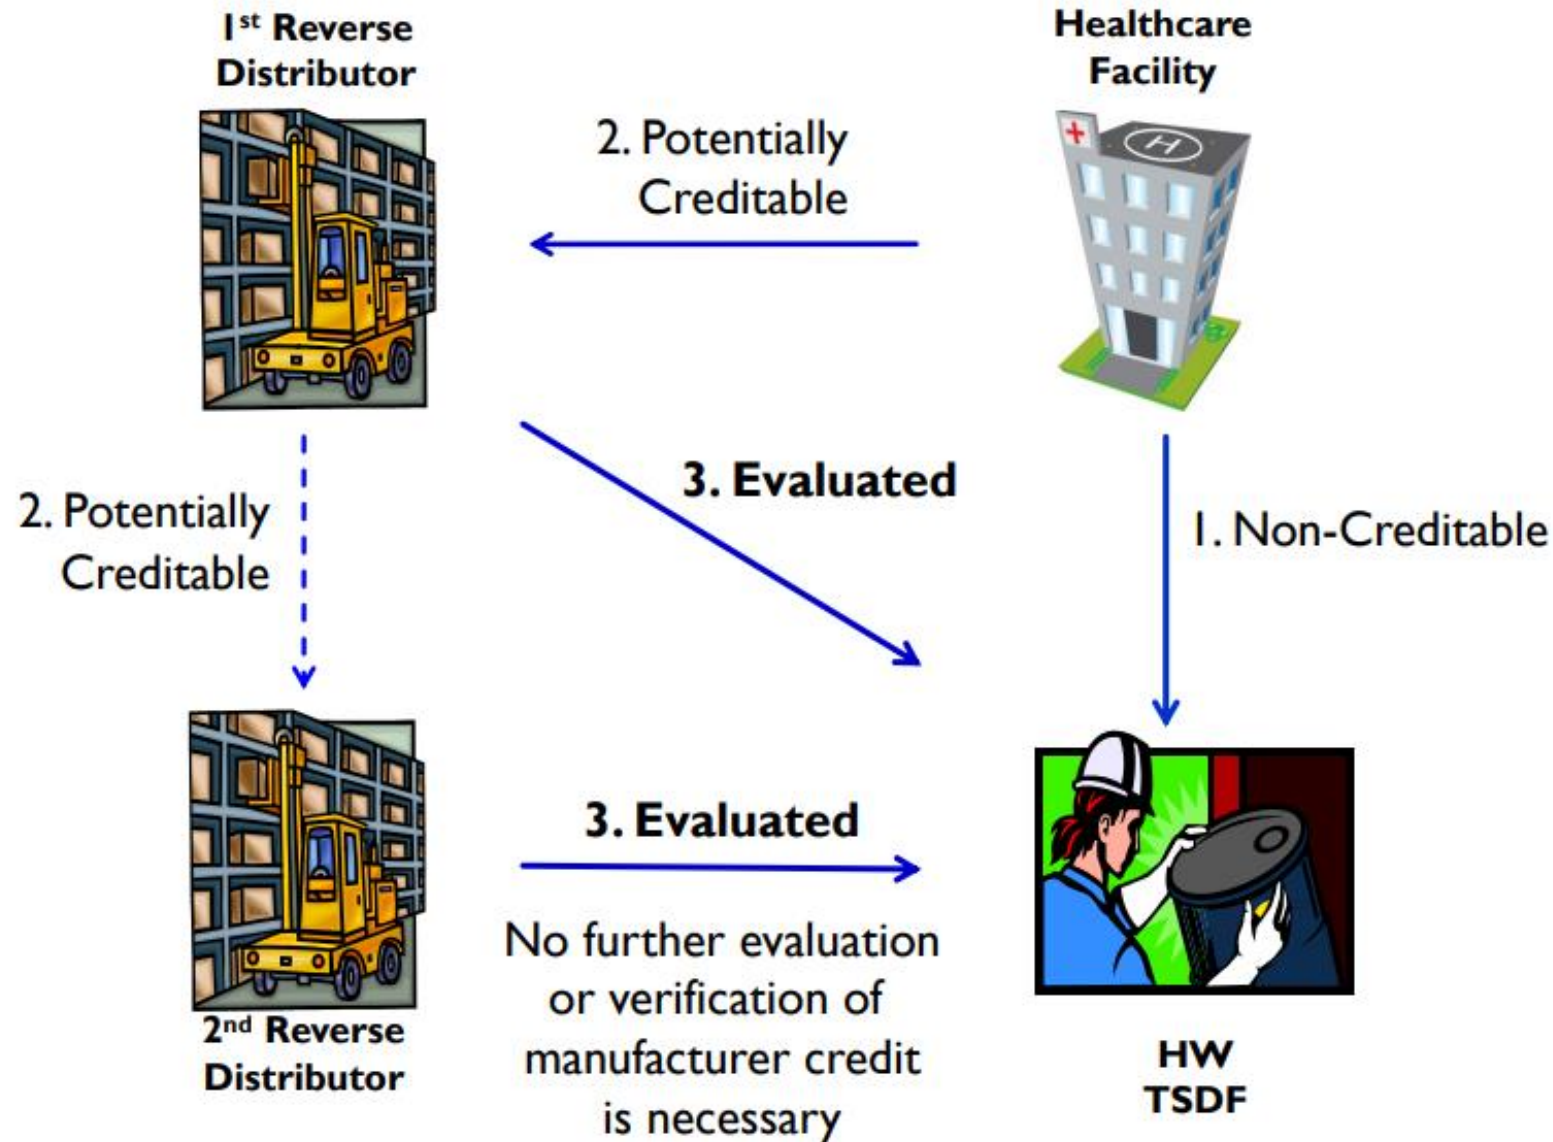 1st Reverse
Distributor
Healthcare
Facility
2. Potentially
Creditable
H
3. Evaluated
2. Potentially
Creditable
1. Non-Creditable
3. Evaluated
No further evaluation
or verification of
manufacturer credit
is necessary
2nd Reverse
Distributor
HW
TSDF